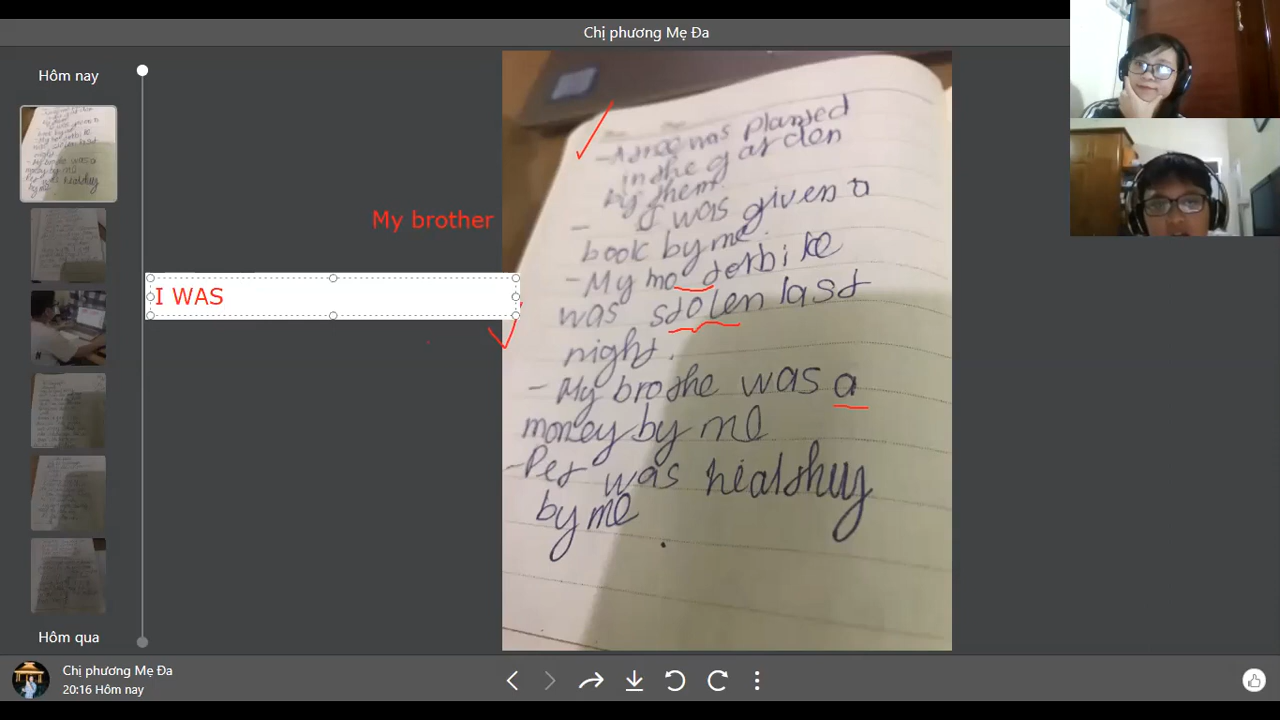 Chị phương Mẹ Đa
Hôm nay
- A tree was planted
in the garden
by them.
- I was given a
book by me.
- My motorbike
was stolen last
night.
- My brothe was a
money by me
- Pet was healthuy
by me
My brother
I WAS
Hôm qua
Chị phương Mẹ Đa
20:16 Hôm nay